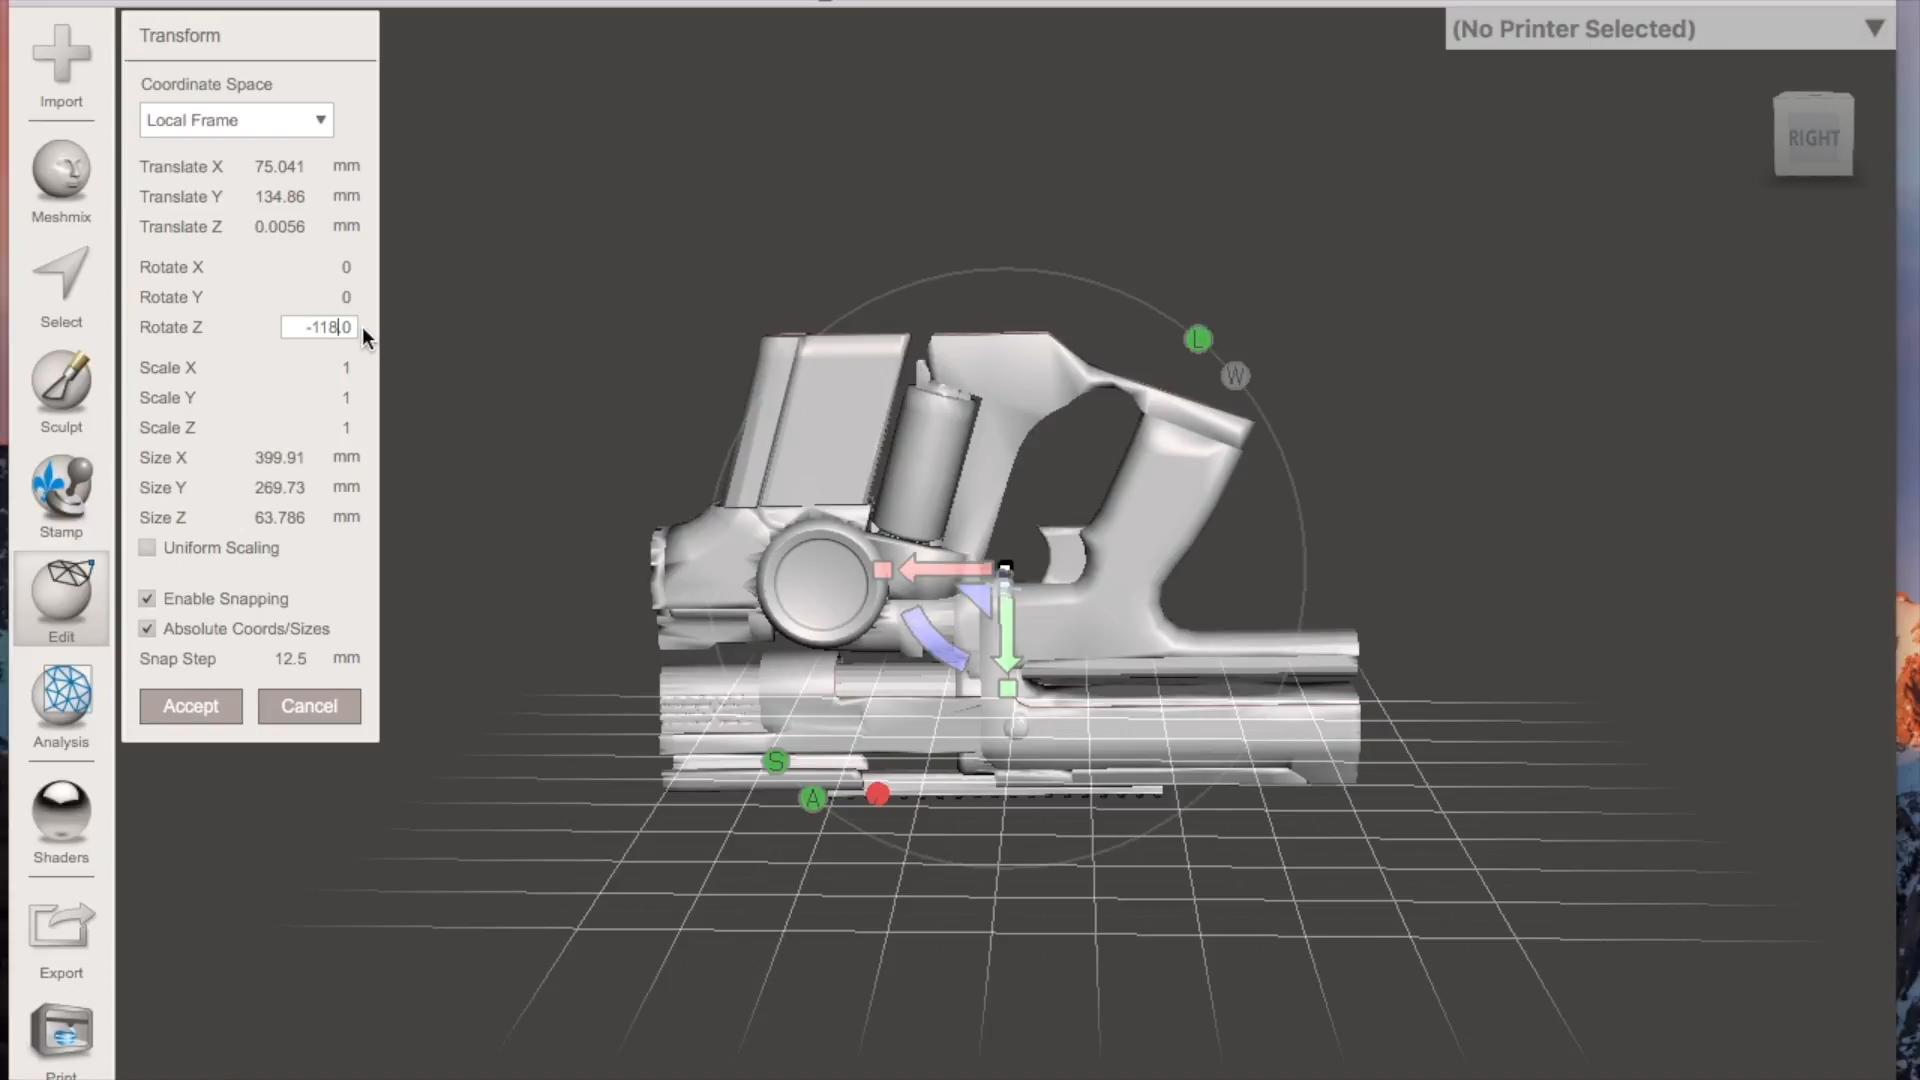 (No Printer Selected)
Transform
Coordinate Space
Local Frame
Translate X 75.041 mm
Translate Y 134.86 mm
Translate Z 0.0056 mm
Rotate X 0
Rotate Y 0
Rotate Z -118.0
Scale X 1
Scale Y 1
Scale Z 1
Size X 399.91 mm
Size Y 269.73 mm
Size Z 63.786 mm
Uniform Scaling
Enable Snapping
Absolute Coords/Sizes
Snap Step 12.5 mm
Accept Cancel
Import
Meshmix
Select
Sculpt
Stamp
Edit
Analysis
Shaders
Export
Print
RIGHT
L
W
S
A